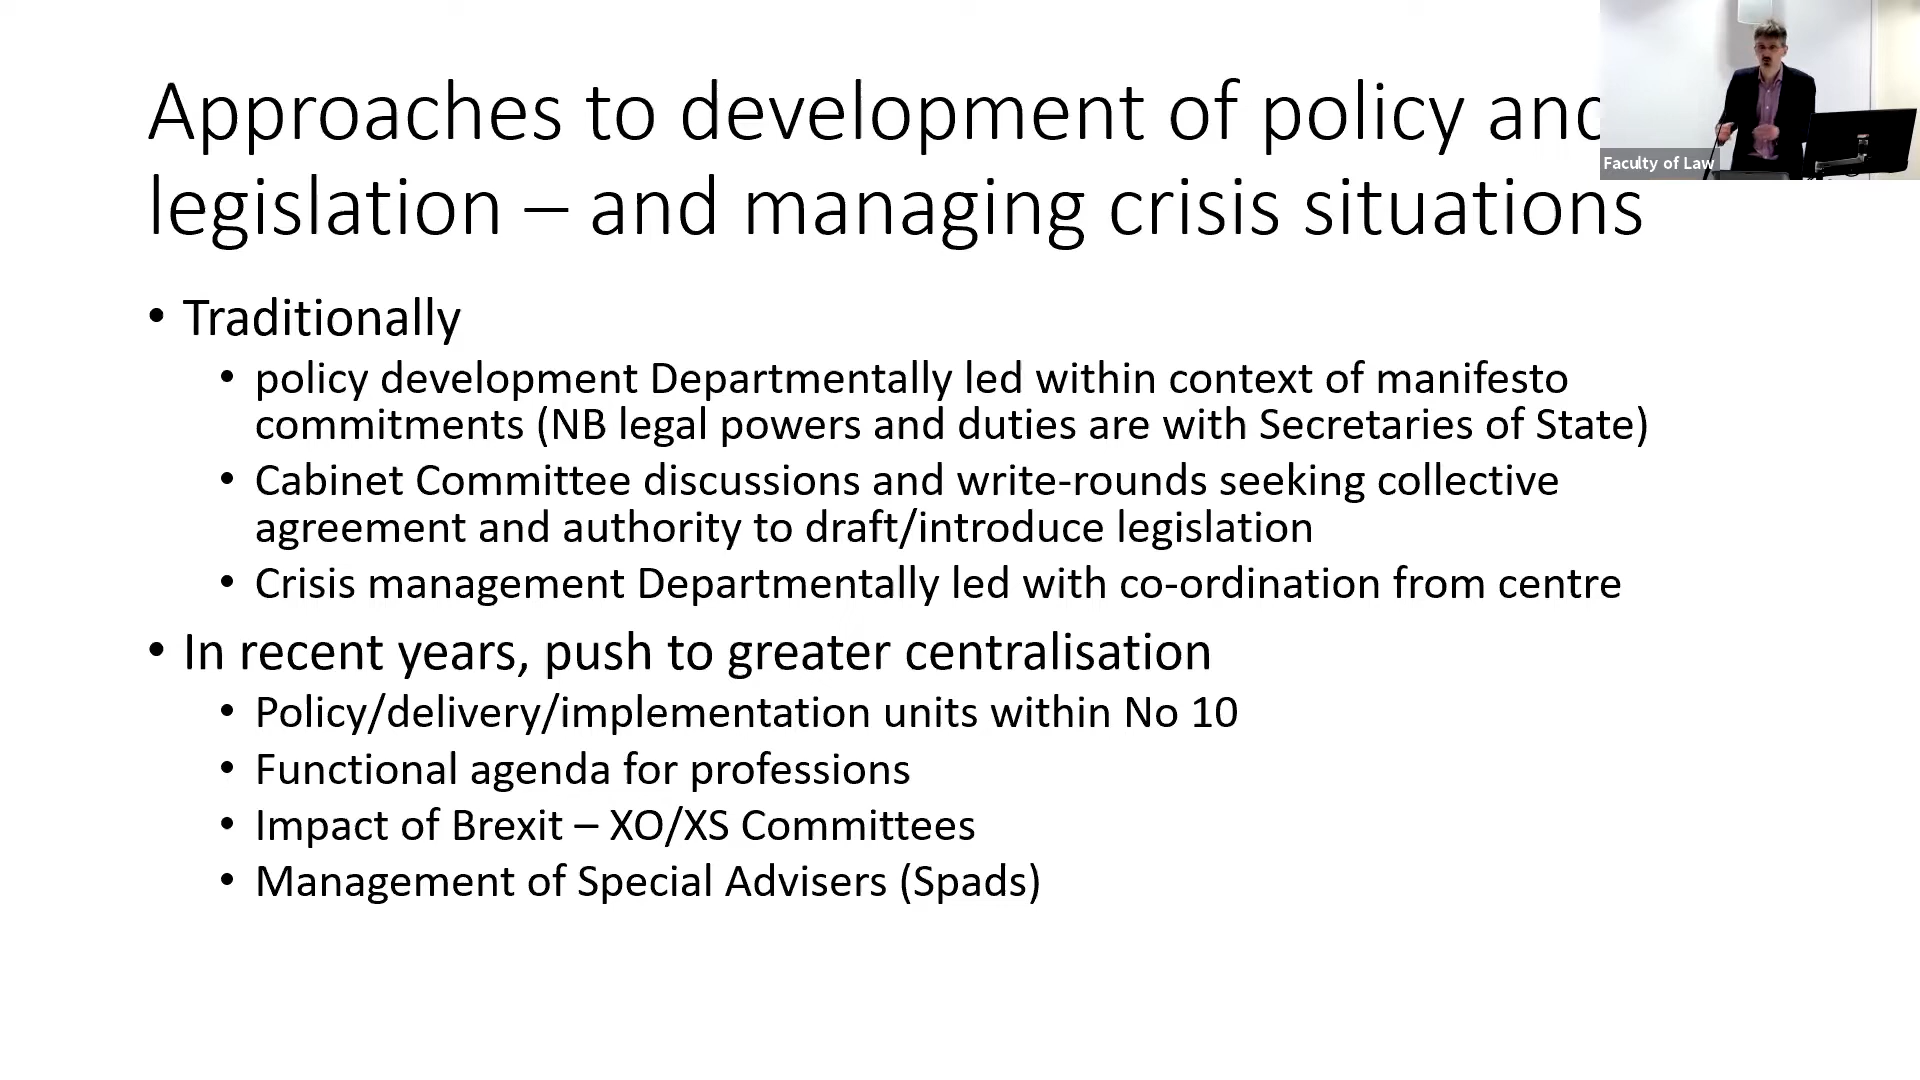 Approaches to development of policy and
legislation – and managing crisis situations
Faculty of Law
• Traditionally
• policy development Departmentally led within context of manifesto
commitments (NB legal powers and duties are with Secretaries of State)
• Cabinet Committee discussions and write-rounds seeking collective
agreement and authority to draft/introduce legislation
• Crisis management Departmentally led with co-ordination from centre
• In recent years, push to greater centralisation
• Policy/delivery/implementation units within No 10
• Functional agenda for professions
• Impact of Brexit – XO/XS Committees
• Management of Special Advisers (Spads)